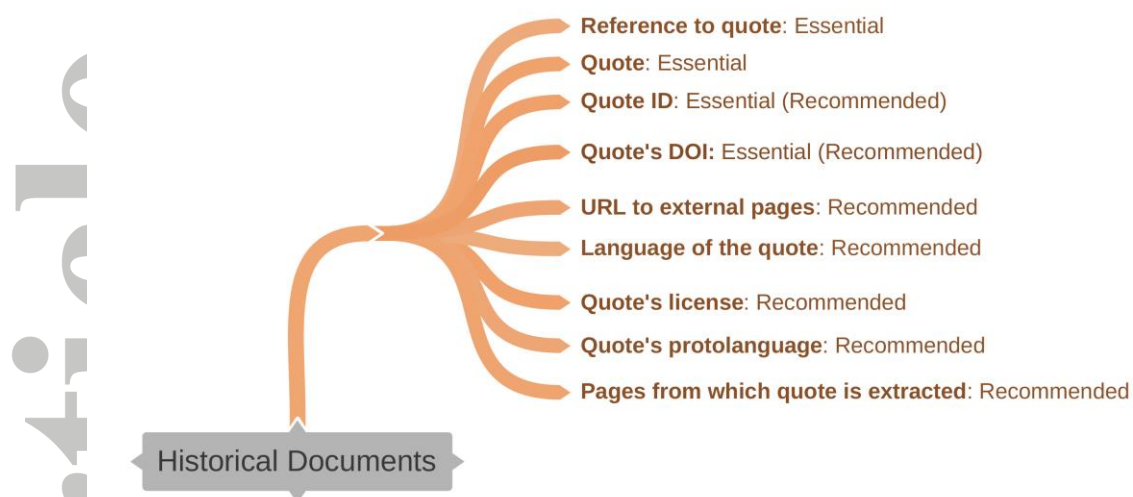 Reference to quote: Essential
Quote: Essential
Quote ID: Essential (Recommended)
Quote's DOI: Essential (Recommended)
URL to external pages: Recommended
Language of the quote: Recommended
Quote's license: Recommended
Quote's protolanguage: Recommended
Pages from which quote is extracted: Recommended
Historical Documents